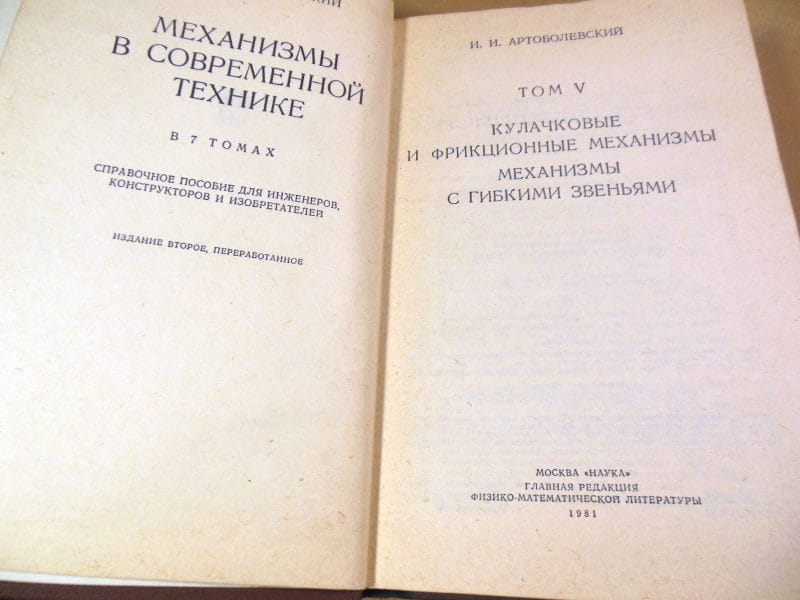 МЕХАНИЗМЫ
В СОВРЕМЕННОЙ
ТЕХНИКЕ
В 7 ТОМАХ
СПРАВОЧНОЕ ПОСОБИЕ ДЛЯ ИНЖЕНЕРОВ,
КОНСТРУКТОРОВ И ИЗОБРЕТАТЕЛЕЙ
ИЗДАНИЕ ВТОРОЕ, ПЕРЕРАБОТАННОЕ
И. И. АРТОБОЛЕВСКИЙ
ТОМ V
КУЛАЧКОВЫЕ
И ФРИКЦИОННЫЕ МЕХАНИЗМЫ
МЕХАНИЗМЫ
С ГИБКИМИ ЗВЕНЬЯМИ
МОСКВА «НАУКА»
ГЛАВНАЯ РЕДАКЦИЯ
ФИЗИКО-МАТЕМАТИЧЕСКОЙ ЛИТЕРАТУРЫ
1981